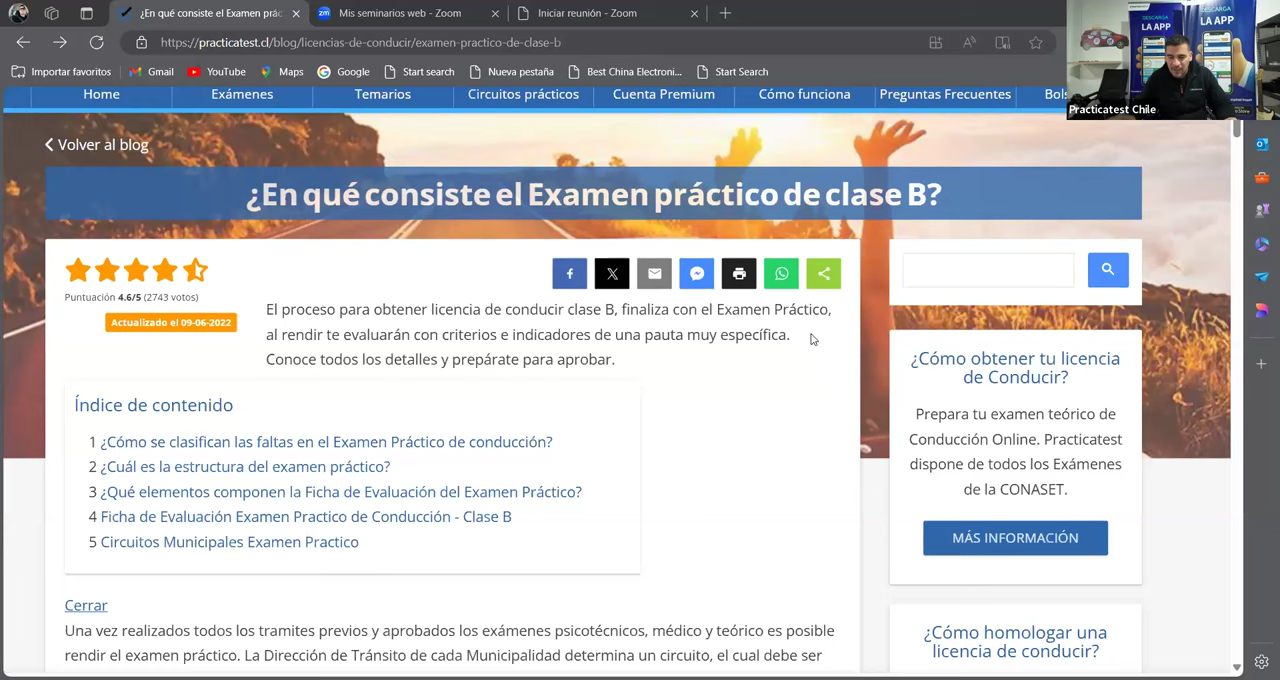 ¿En qué consiste el Examen prác
Mis seminarios web - Zoom
Iniciar reunión - Zoom
https://practicatest.cl/blog/licencias-de-conducir/examen-practico-de-clase-b
Importar favoritos
Gmail
YouTube
Maps
Google
Start search
Nueva pestaña
Best China Electroni...
Start Search
DESCARGA
LA APP
DESCARGA
LA APP
Practicatest Chile
Home
Exámenes
Temarios
Circuitos prácticos
Cuenta Premium
Cómo funciona
Preguntas Frecuentes
Bols
Volver al blog
¿En qué consiste el Examen práctico de clase B?
Puntuación 4.6/5 (2743 votos)
Actualizado el 09-06-2022
El proceso para obtener licencia de conducir clase B, finaliza con el Examen Práctico,
al rendir te evaluarán con criterios e indicadores de una pauta muy específica.
Conoce todos los detalles y prepárate para aprobar.
Índice de contenido
1 ¿Cómo se clasifican las faltas en el Examen Práctico de conducción?
2 ¿Cuál es la estructura del examen práctico?
3 ¿Qué elementos componen la Ficha de Evaluación del Examen Práctico?
4 Ficha de Evaluación Examen Practico de Conducción - Clase B
5 Circuitos Municipales Examen Practico
Cerrar
Una vez realizados todos los tramites previos y aprobados los exámenes psicotécnicos, médico y teórico es posible
rendir el examen práctico. La Dirección de Tránsito de cada Municipalidad determina un circuito, el cual debe ser
¿Cómo obtener tu licencia
de Conducir?
Prepara tu examen teórico de
Conducción Online. Practicatest
dispone de todos los Exámenes
de la CONASET.
MÁS INFORMACIÓN
¿Cómo homologar una
licencia de conducir?